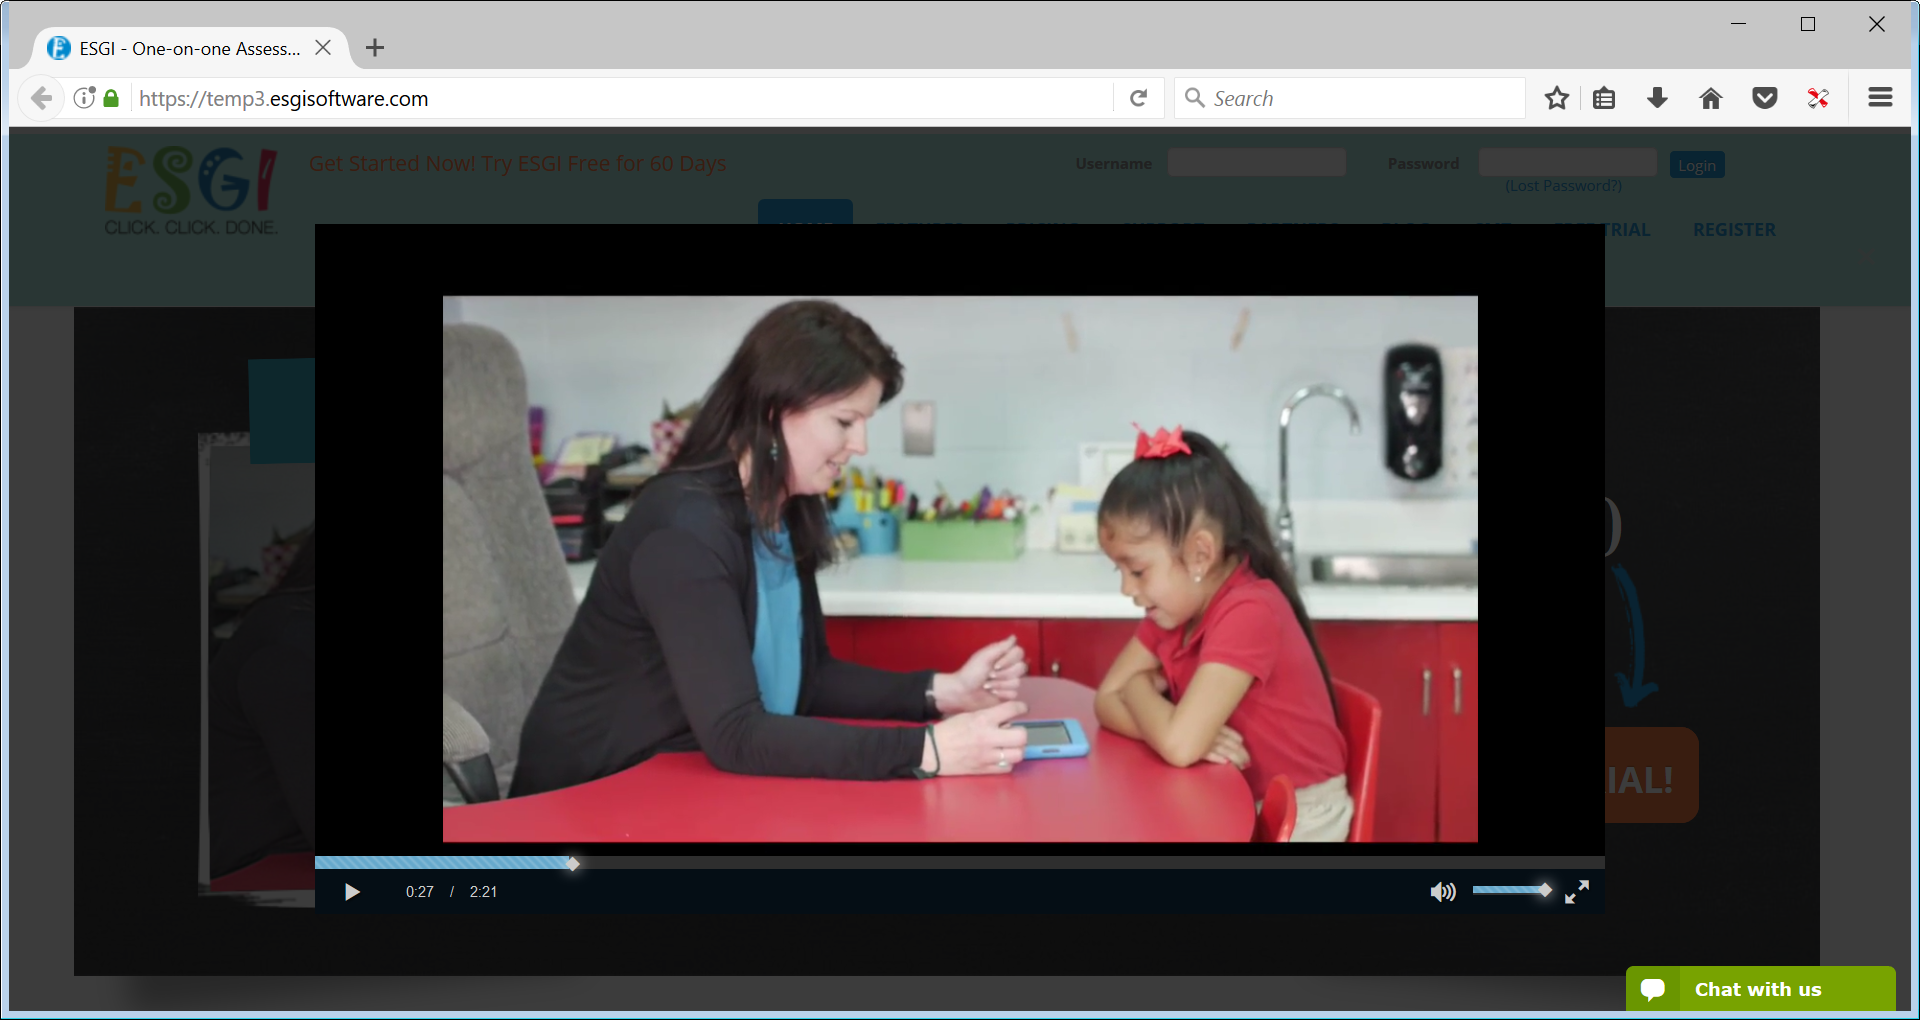 ESGI - One-on-one Assess...
https://temp3.esgisoftware.com
Search
ESGI
CLICK. CLICK. DONE.
Get Started Now! Try ESGI Free for 60 Days
Username
Password
Login
(Lost Password?)
TRIAL
REGISTER
IAL!
0:27 / 2:21
Chat with us